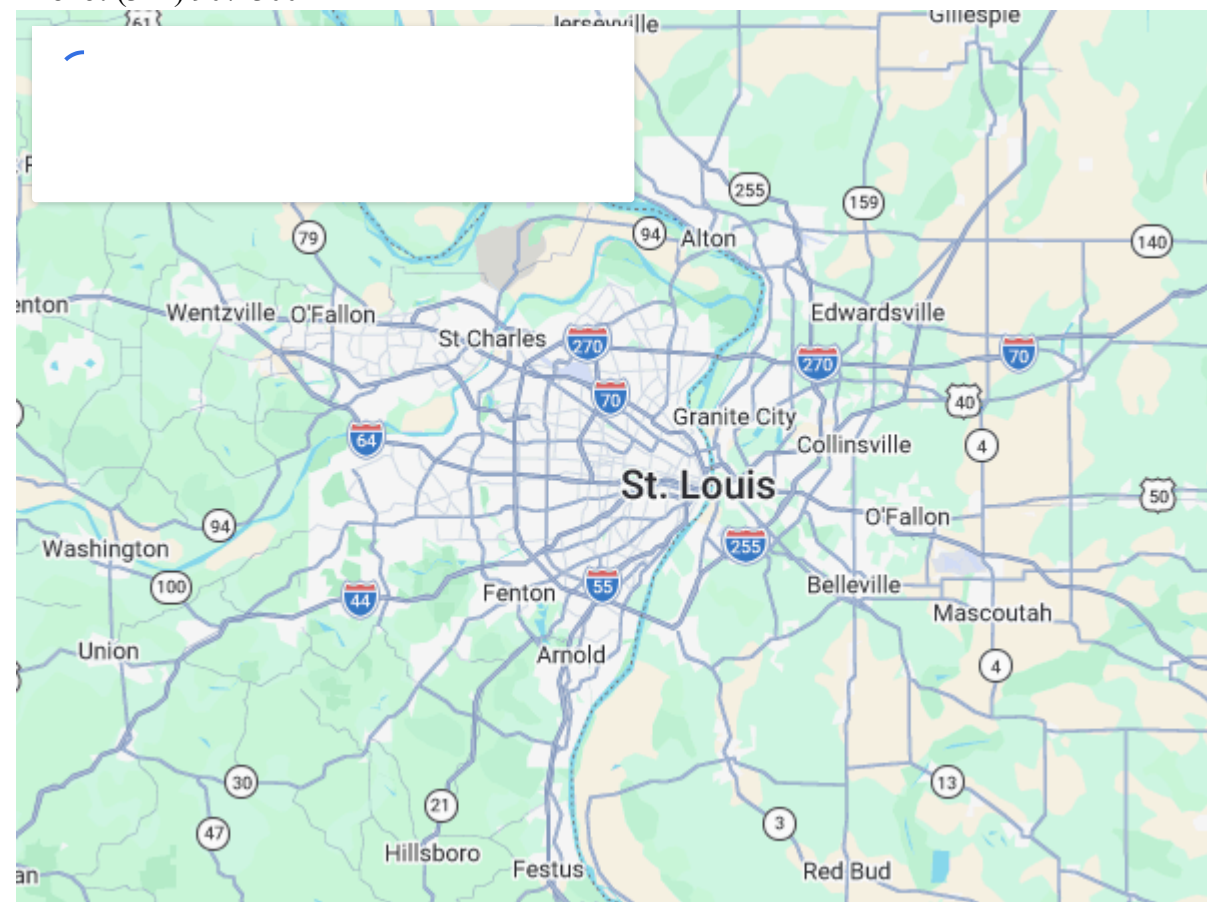 61
Jerseyville
Gillespie
255
159
79
94
Alton
140
Wentzville
O'Fallon
Edwardsville
St Charles
270
270
70
70
40
Granite City
64
Collinsville
4
St. Louis
50
94
O'Fallon
Washington
255
100
Fenton
55
Belleville
44
Mascoutah
Union
Arnold
4
30
13
21
3
47
Hillsboro
Festus
Red Bud